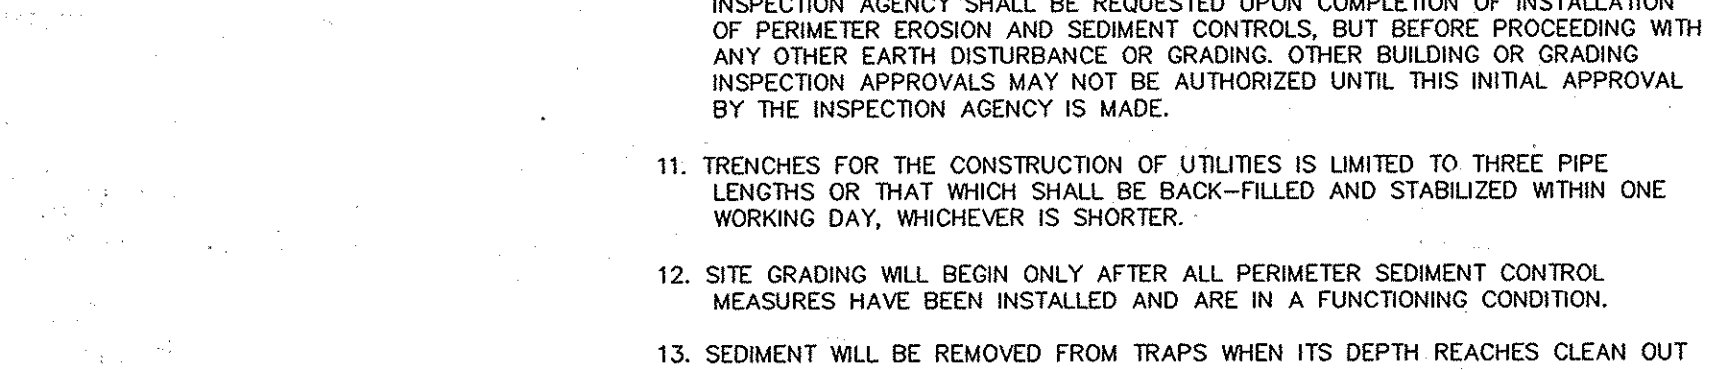 INSPECTION AGENCY SHALL BE REQUESTED UPON COMPLETION OF INSTALLATION
OF PERIMETER EROSION AND SEDIMENT CONTROLS, BUT BEFORE PROCEEDING WITH
ANY OTHER EARTH DISTURBANCE OR GRADING. OTHER BUILDING OR GRADING
INSPECTION APPROVALS MAY NOT BE AUTHORIZED UNTIL THIS INITIAL APPROVAL
BY THE INSPECTION AGENCY IS MADE.
11. TRENCHES FOR THE CONSTRUCTION OF UTILITIES IS LIMITED TO THREE PIPE
LENGTHS OR THAT WHICH SHALL BE BACK-FILLED AND STABILIZED WITHIN ONE
WORKING DAY, WHICHEVER IS SHORTER.
12. SITE GRADING WILL BEGIN ONLY AFTER ALL PERIMETER SEDIMENT CONTROL
MEASURES HAVE BEEN INSTALLED AND ARE IN A FUNCTIONING CONDITION.
13. SEDIMENT WILL BE REMOVED FROM TRAPS WHEN ITS DEPTH REACHES CLEAN OUT